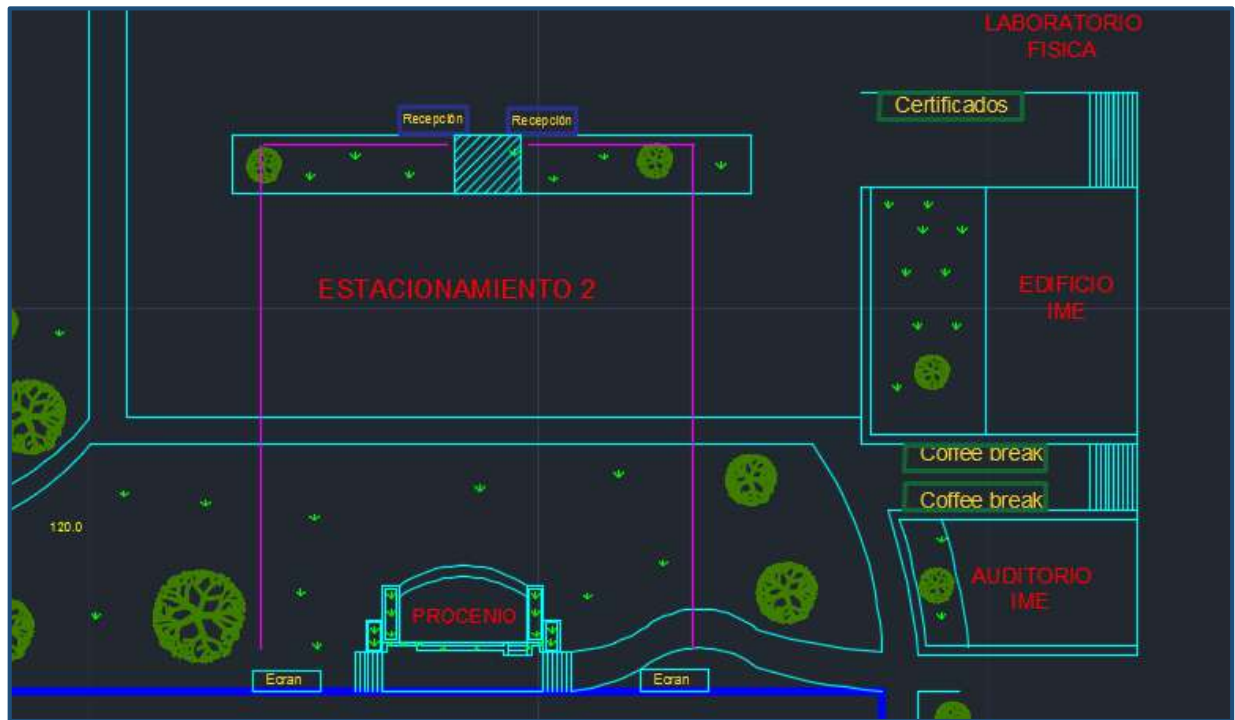 LABORATORIO
FISICA
Certificados
Recepción
Recepción
ESTACIONAMIENTO 2
EDIFICIO
IME
Coffee break
Coffee break
120.0
AUDITORIO
IME
PROCENIO
Ecran
Ecran